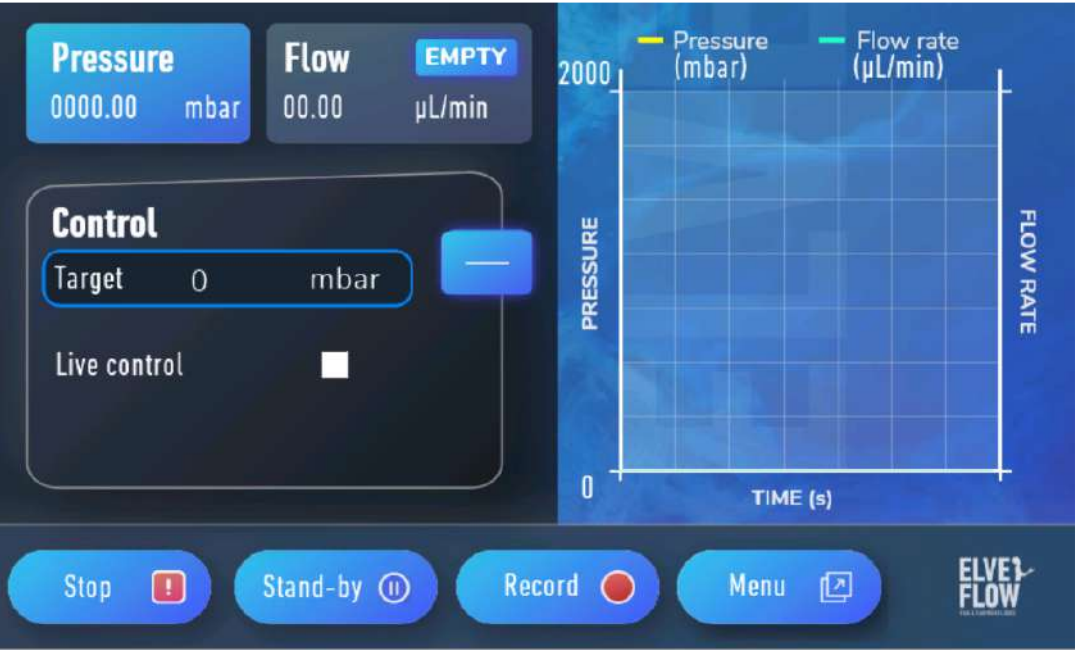 Pressure
0000.00 mbar
Flow EMPTY
00.00 µL/min
Control
Target 0 mbar
Live control
Pressure (mbar)
Flow rate (µL/min)
2000
PRESSURE
FLOW RATE
0
TIME (s)
Stop !
Stand-by
Record
Menu
ELVE
FLOW